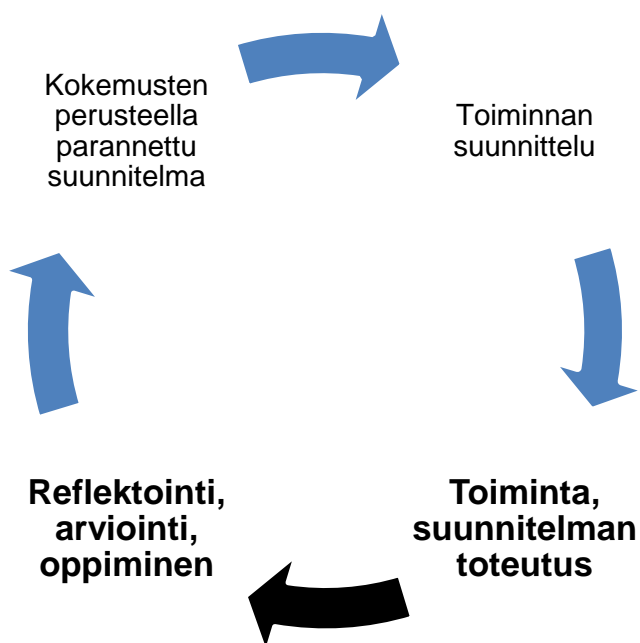 Kokemusten
perusteella
parannettu
suunnitelma
Toiminnan
suunnittelu
Reflektointi,
arviointi,
oppiminen
Toiminta,
suunnitelman
toteutus